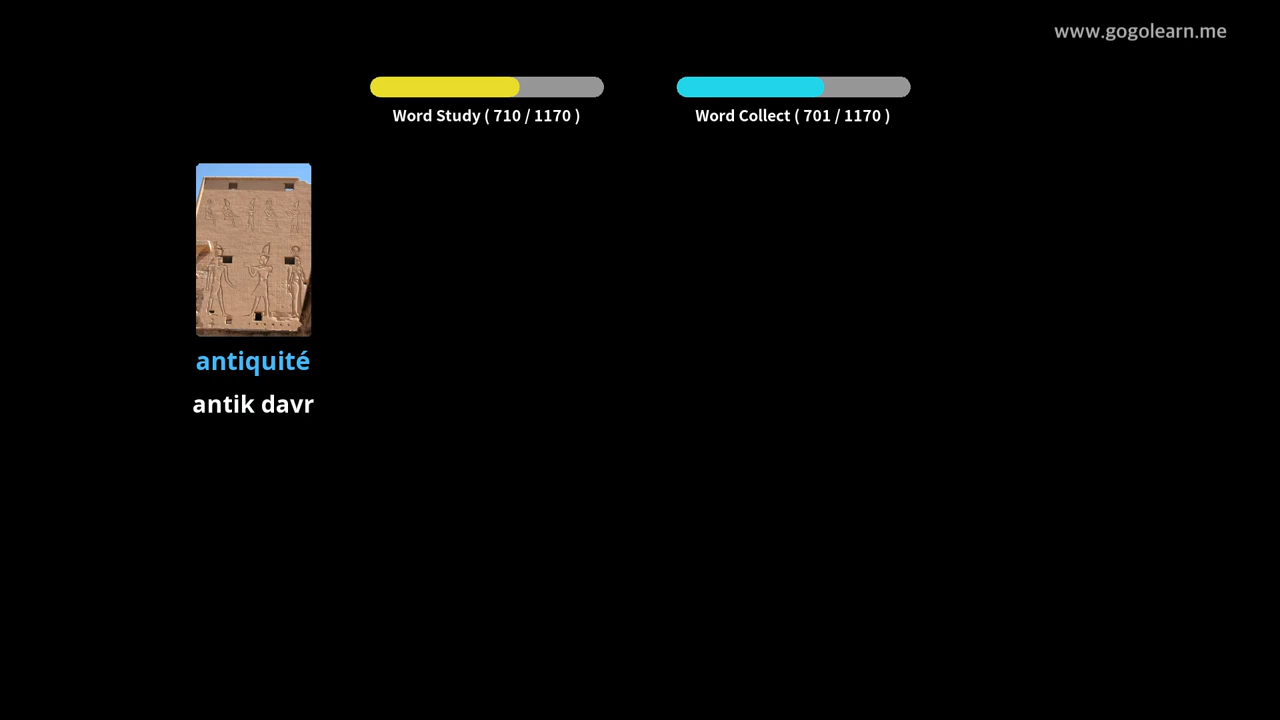 www.gogolearn.me
Word Study ( 710 / 1170 )
Word Collect ( 701 / 1170 )
antiquité
antik davr